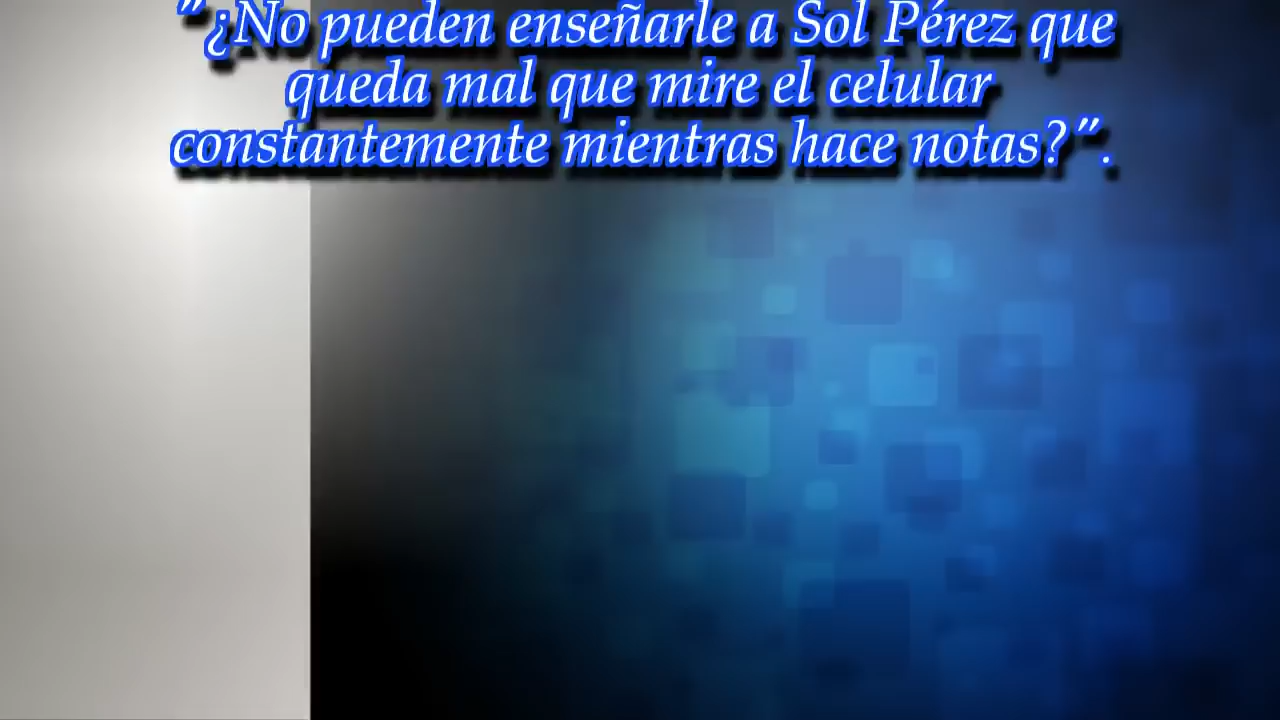 "¿No pueden enseñarle a Sol Pérez que
queda mal que mire el celular
constantemente mientras hace notas?".